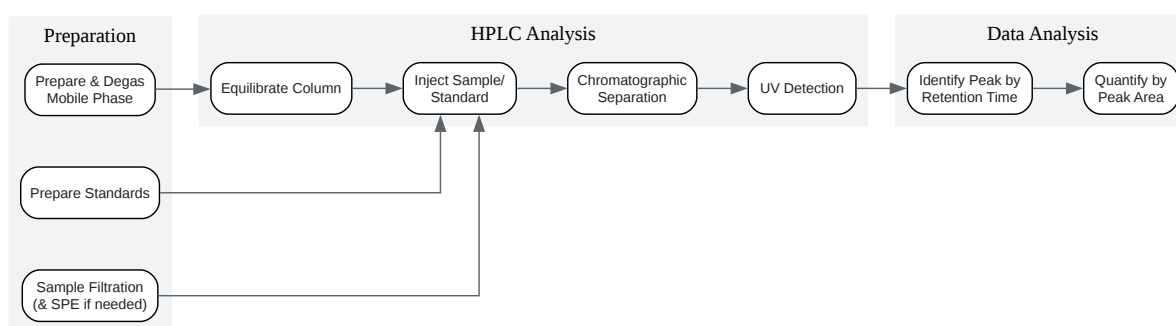 Preparation
Prepare & Degas
Mobile Phase
Prepare Standards
Sample Filtration
(& SPE if needed)
HPLC Analysis
Equilibrate Column
Inject Sample/
Standard
Chromatographic
Separation
UV Detection
Data Analysis
Identify Peak by
Retention Time
Quantify by
Peak Area